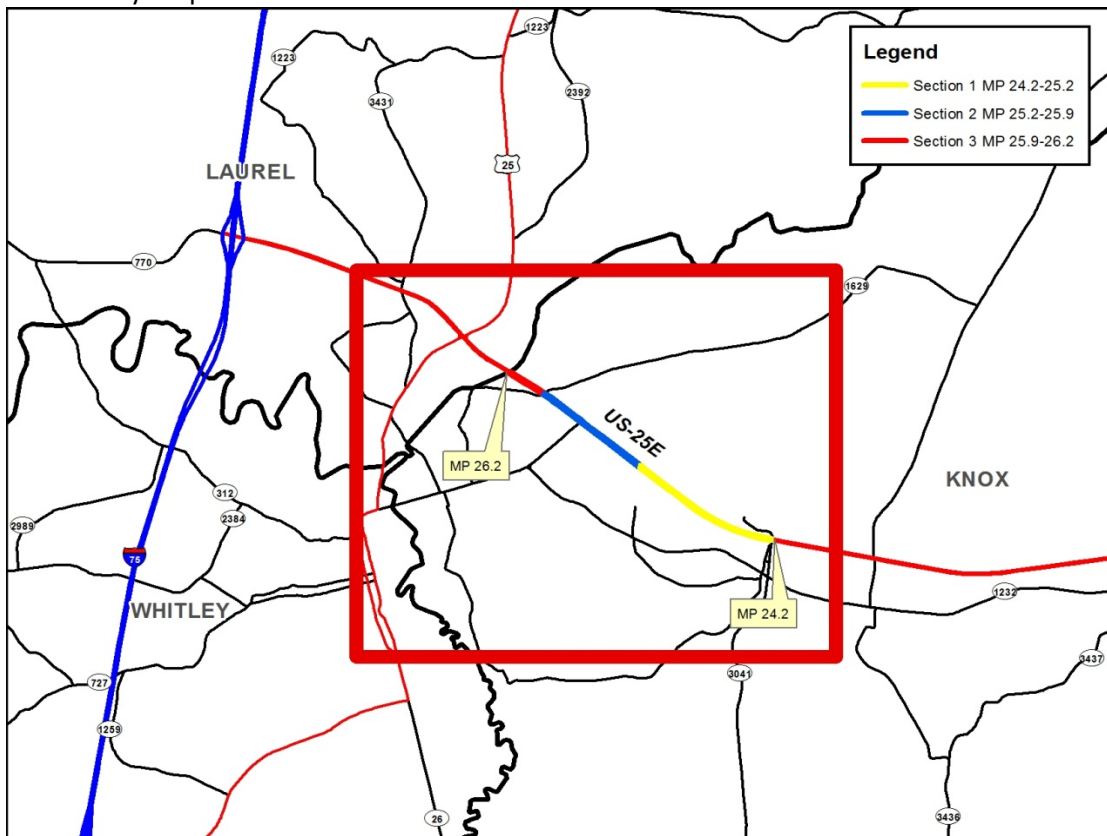 1223
1223
Legend
Section 1 MP 24.2-25.2
Section 2 MP 25.2-25.9
Section 3 MP 25.9-26.2
3431
2392
25
LAUREL
770
1629
US-25E
MP 26.2
KNOX
312
2989
2384
75
WHITLEY
1232
MP 24.2
3437
3041
727
1259
26
3436